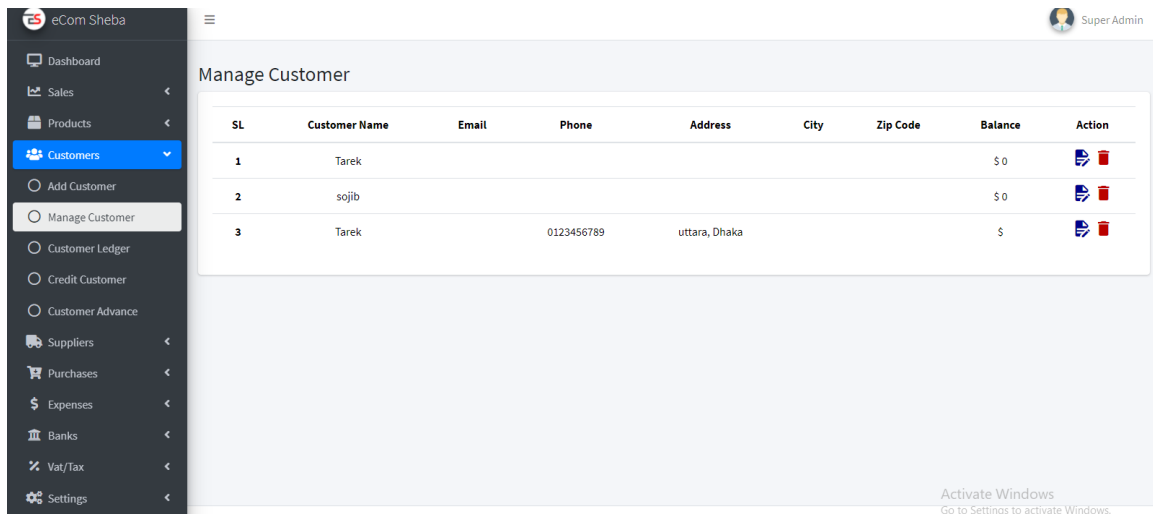 eCom Sheba
Super Admin
Dashboard
Sales
Products
Customers
Add Customer
Manage Customer
Customer Ledger
Credit Customer
Customer Advance
Suppliers
Purchases
Expenses
Banks
Vat/Tax
Settings
Manage Customer
SL Customer Name Email Phone Address City Zip Code Balance Action
1 Tarek $ 0
2 sojib $ 0
3 Tarek 0123456789 uttara, Dhaka $
Activate Windows
Go to Settings to activate Windows.